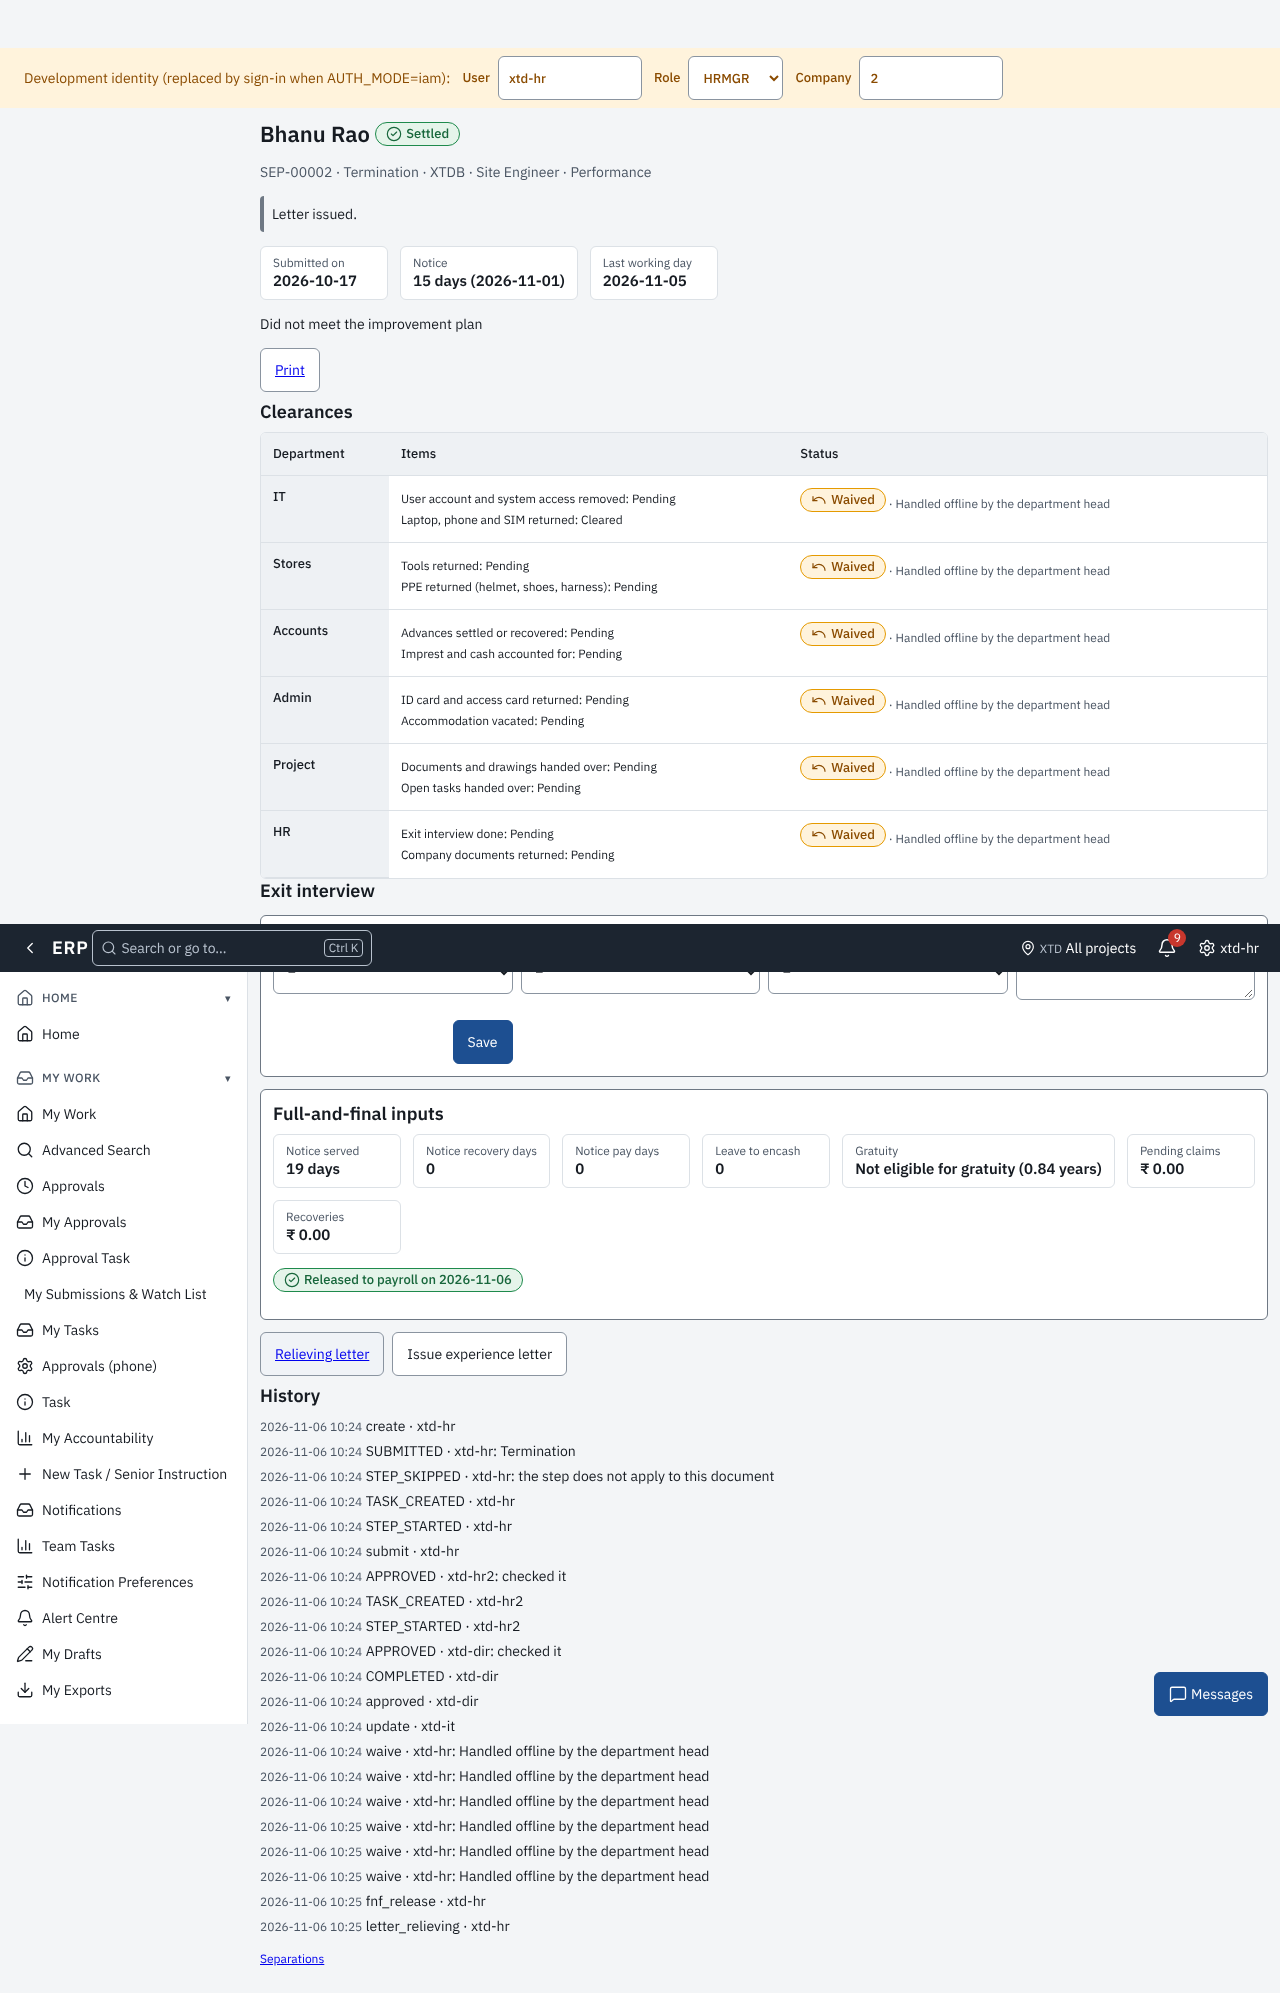 Development identity (replaced by sign-in when AUTH_MODE=iam): User xtd-hr Role HRMGR Company 2
Bhanu Rao Settled
SEP-00002 · Termination · XTDB · Site Engineer · Performance
Letter issued.
Submitted on
2026-10-17
Notice
15 days (2026-11-01)
Last working day
2026-11-05
Did not meet the improvement plan
Print
Clearances
Department Items Status
IT
User account and system access removed: Pending
Laptop, phone and SIM returned: Cleared
Waived · Handled offline by the department head
Stores
Tools returned: Pending
PPE returned (helmet, shoes, harness): Pending
Waived · Handled offline by the department head
Accounts
Advances settled or recovered: Pending
Imprest and cash accounted for: Pending
Waived · Handled offline by the department head
Admin
ID card and access card returned: Pending
Accommodation vacated: Pending
Waived · Handled offline by the department head
Project
Documents and drawings handed over: Pending
Open tasks handed over: Pending
Waived · Handled offline by the department head
HR
Exit interview done: Pending
Company documents returned: Pending
Waived · Handled offline by the department head
Exit interview
ERP Search or go to... Ctrl K XTD All projects 9 xtd-hr
HOME
Home
MY WORK
My Work
Advanced Search
Approvals
My Approvals
Approval Task
My Submissions & Watch List
My Tasks
Approvals (phone)
Task
My Accountability
New Task / Senior Instruction
Notifications
Team Tasks
Notification Preferences
Alert Centre
My Drafts
My Exports
Save
Full-and-final inputs
Notice served
19 days
Notice recovery days
0
Notice pay days
0
Leave to encash
0
Gratuity
Not eligible for gratuity (0.84 years)
Pending claims
₹ 0.00
Recoveries
₹ 0.00
Released to payroll on 2026-11-06
Relieving letter
Issue experience letter
History
2026-11-06 10:24 create · xtd-hr
2026-11-06 10:24 SUBMITTED · xtd-hr: Termination
2026-11-06 10:24 STEP_SKIPPED · xtd-hr: the step does not apply to this document
2026-11-06 10:24 TASK_CREATED · xtd-hr
2026-11-06 10:24 STEP_STARTED · xtd-hr
2026-11-06 10:24 submit · xtd-hr
2026-11-06 10:24 APPROVED · xtd-hr2: checked it
2026-11-06 10:24 TASK_CREATED · xtd-hr2
2026-11-06 10:24 STEP_STARTED · xtd-hr2
2026-11-06 10:24 APPROVED · xtd-dir: checked it
2026-11-06 10:24 COMPLETED · xtd-dir
2026-11-06 10:24 approved · xtd-dir
2026-11-06 10:24 update · xtd-it
2026-11-06 10:24 waive · xtd-hr: Handled offline by the department head
2026-11-06 10:24 waive · xtd-hr: Handled offline by the department head
2026-11-06 10:24 waive · xtd-hr: Handled offline by the department head
2026-11-06 10:25 waive · xtd-hr: Handled offline by the department head
2026-11-06 10:25 waive · xtd-hr: Handled offline by the department head
2026-11-06 10:25 waive · xtd-hr: Handled offline by the department head
2026-11-06 10:25 fnf_release · xtd-hr
2026-11-06 10:25 letter_relieving · xtd-hr
Messages
Separations